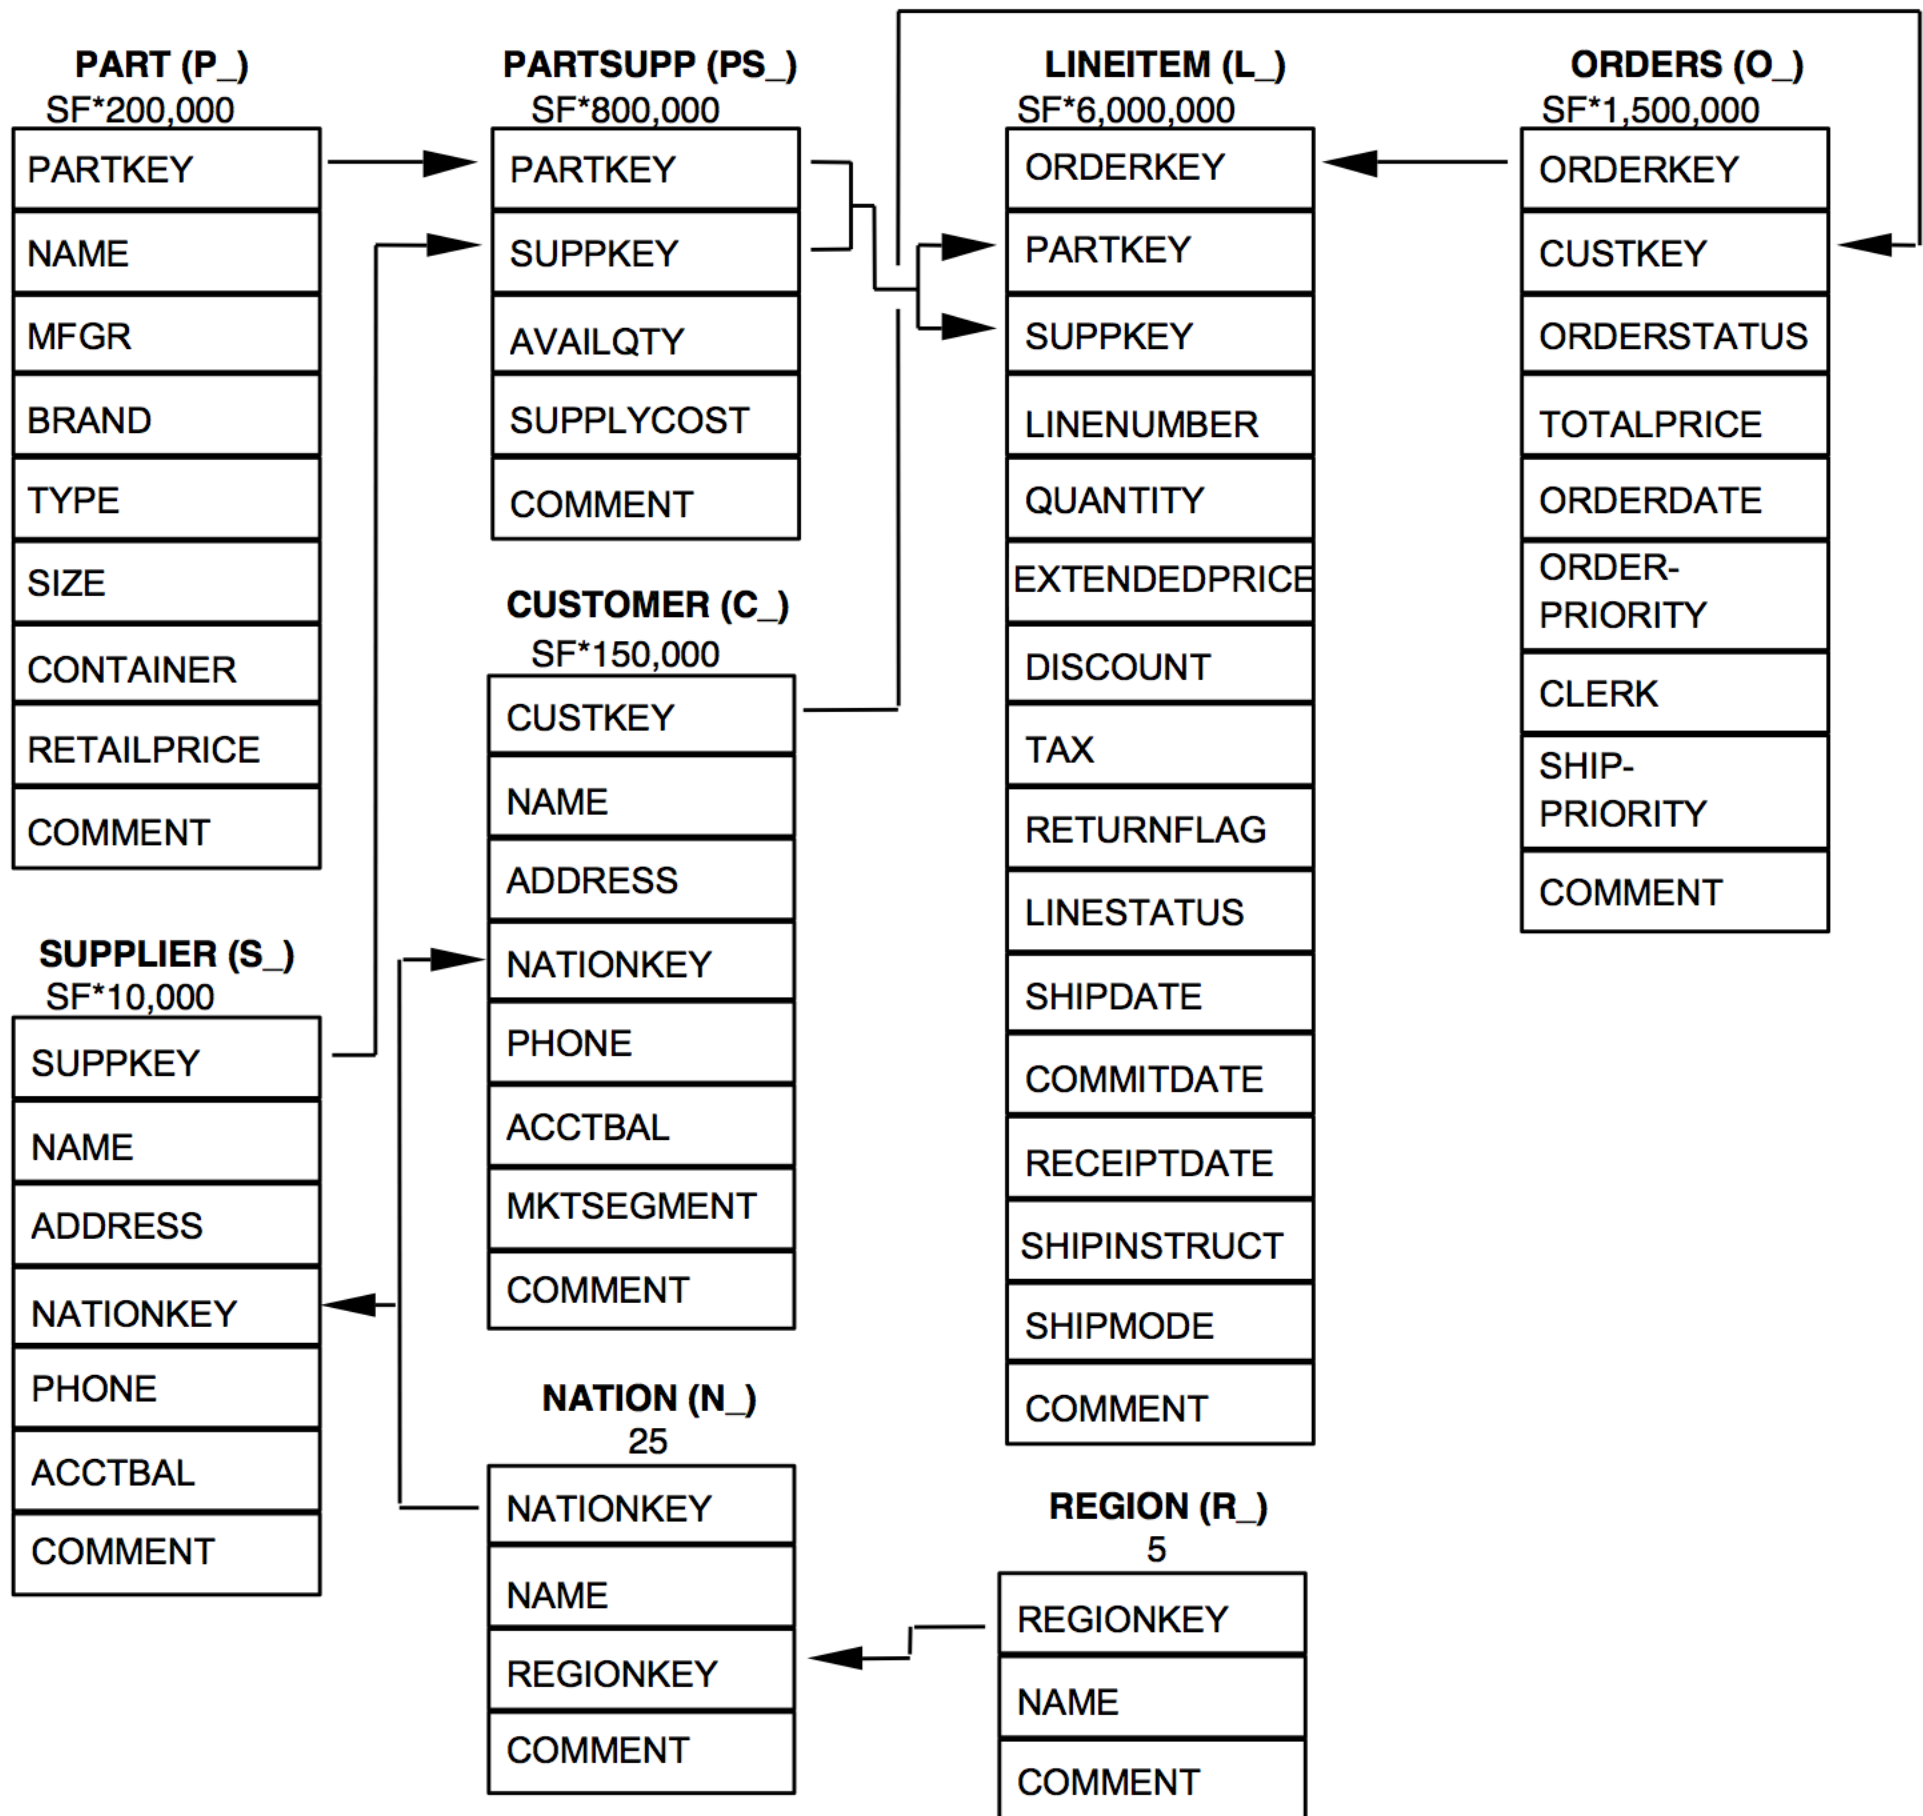 PART (P_)
SF*200,000
PARTKEY
NAME
MFGR
BRAND
TYPE
SIZE
CONTAINER
RETAILPRICE
COMMENT
SUPPLIER (S_)
SF*10,000
SUPPKEY
NAME
ADDRESS
NATIONKEY
PHONE
ACCTBAL
COMMENT
PARTSUPP (PS_)
SF*800,000
PARTKEY
SUPPKEY
AVAILQTY
SUPPLYCOST
COMMENT
CUSTOMER (C_)
SF*150,000
CUSTKEY
NAME
ADDRESS
NATIONKEY
PHONE
ACCTBAL
MKTSEGMENT
COMMENT
NATION (N_)
25
NATIONKEY
NAME
REGIONKEY
COMMENT
LINEITEM (L_)
SF*6,000,000
ORDERKEY
PARTKEY
SUPPKEY
LINENUMBER
QUANTITY
EXTENDEDPRICE
DISCOUNT
TAX
RETURNFLAG
LINESTATUS
SHIPDATE
COMMITDATE
RECEIPTDATE
SHIPINSTRUCT
SHIPMODE
COMMENT
REGION (R_)
5
REGIONKEY
NAME
COMMENT
ORDERS (O_)
SF*1,500,000
ORDERKEY
CUSTKEY
ORDERSTATUS
TOTALPRICE
ORDERDATE
ORDER-
PRIORITY
CLERK
SHIP-
PRIORITY
COMMENT